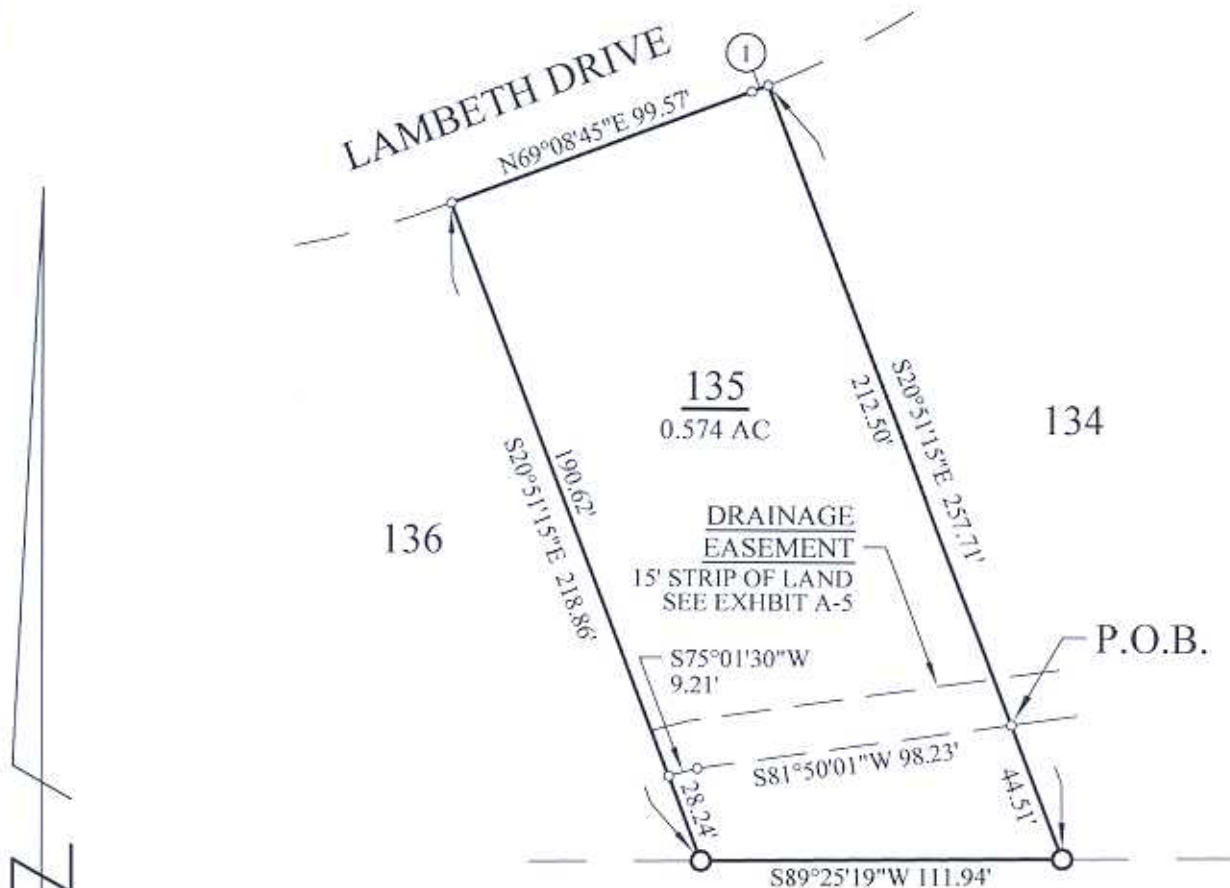 LAMBETH DRIVE
1
N69°08'45"E 99.57'
135
0.574 AC
212.50'
S20°51'15"E 257.71'
134
190.62'
S20°51'15"E 218.86'
136
DRAINAGE
EASEMENT
15' STRIP OF LAND
SEE EXHBIT A-5
P.O.B.
S75°01'30"W
9.21'
S81°50'01"W 98.23'
28.24'
44.51'
S89°25'19"W 111.94'